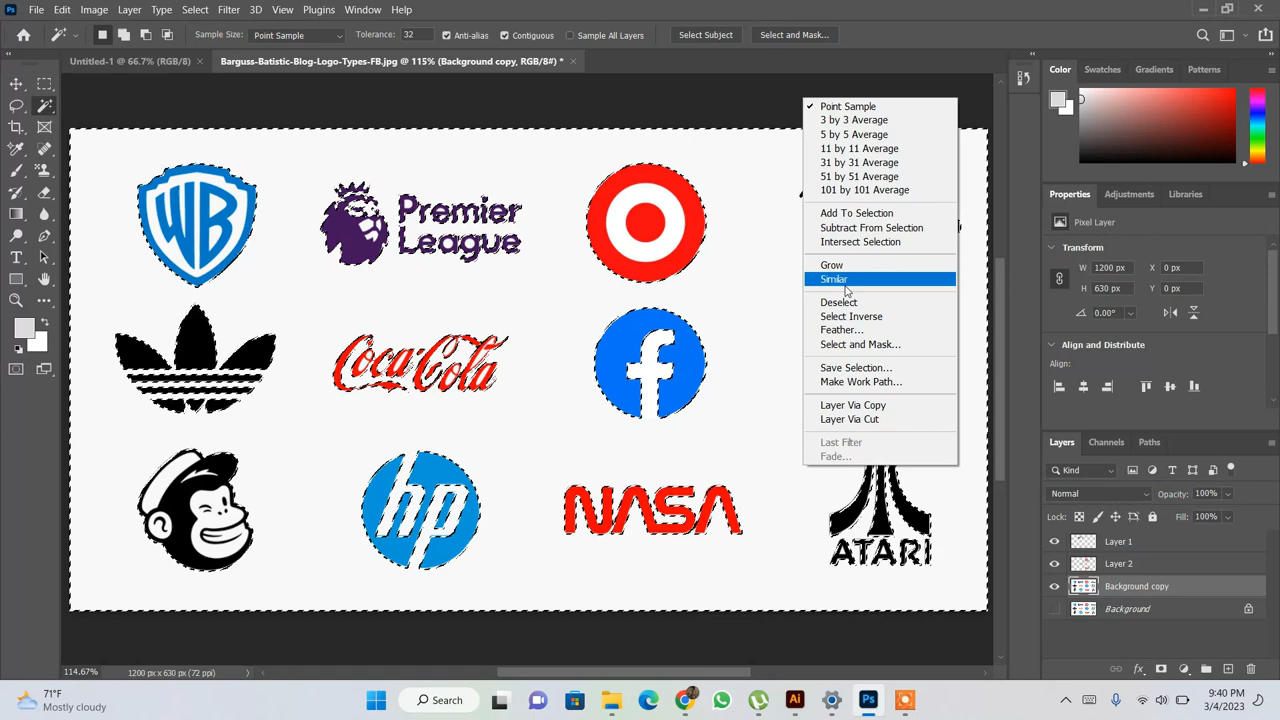 Ps File Edit Image Layer Type Select Filter 3D View Plugins Window Help
Sample Size: Point Sample Tolerance: 32 Anti-alias Contiguous Sample All Layers Select Subject Select and Mask...
Untitled-1 @ 66.7% (RGB/8) × Barguss-Batistic-Blog-Logo-Types-FB.jpg @ 115% (Background copy, RGB/8#) * ×
Color Swatches Gradients Patterns
Point Sample
3 by 3 Average
5 by 5 Average
11 by 11 Average
31 by 31 Average
51 by 51 Average
101 by 101 Average
Add To Selection
Subtract From Selection
Intersect Selection
Grow
Similar
Deselect
Select Inverse
Feather...
Select and Mask...
Save Selection...
Make Work Path...
Layer Via Copy
Layer Via Cut
Last Filter
Fade...
WB
Premier
League
Coca-Cola
f
hp
NASA
ATARI
Properties Adjustments Libraries
Pixel Layer
Transform
W 1200 px X 0 px
H 630 px Y 0 px
0.00°
Align and Distribute
Align:
Layers Channels Paths
Kind
Normal Opacity: 100%
Lock: Fill: 100%
Layer 1
Layer 2
Background copy
Background
114.67% 1200 px x 630 px (72 ppi)
71°F
Mostly cloudy
Search
Ai
Ps
9:40 PM
3/4/2023